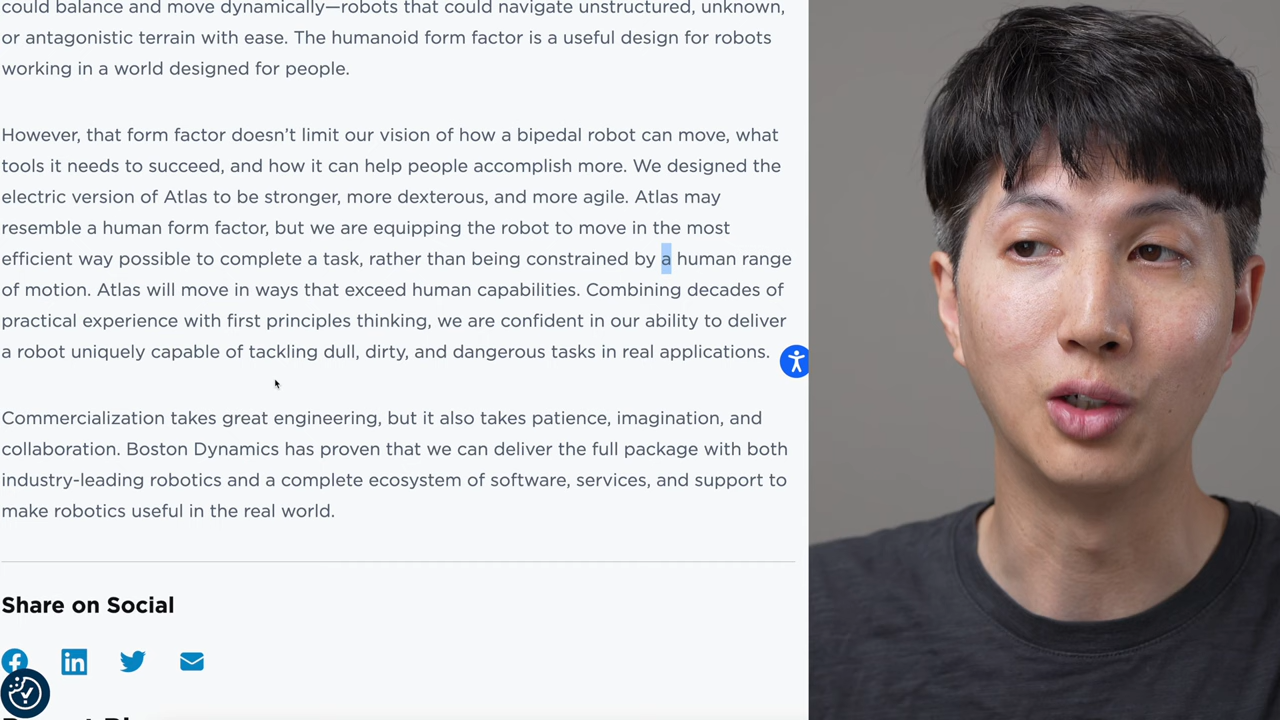 could balance and move dynamically—robots that could navigate unstructured, unknown,
or antagonistic terrain with ease. The humanoid form factor is a useful design for robots
working in a world designed for people.
However, that form factor doesn’t limit our vision of how a bipedal robot can move, what
tools it needs to succeed, and how it can help people accomplish more. We designed the
electric version of Atlas to be stronger, more dexterous, and more agile. Atlas may
resemble a human form factor, but we are equipping the robot to move in the most
efficient way possible to complete a task, rather than being constrained by a human range
of motion. Atlas will move in ways that exceed human capabilities. Combining decades of
practical experience with first principles thinking, we are confident in our ability to deliver
a robot uniquely capable of tackling dull, dirty, and dangerous tasks in real applications.
Commercialization takes great engineering, but it also takes patience, imagination, and
collaboration. Boston Dynamics has proven that we can deliver the full package with both
industry-leading robotics and a complete ecosystem of software, services, and support to
make robotics useful in the real world.
Share on Social